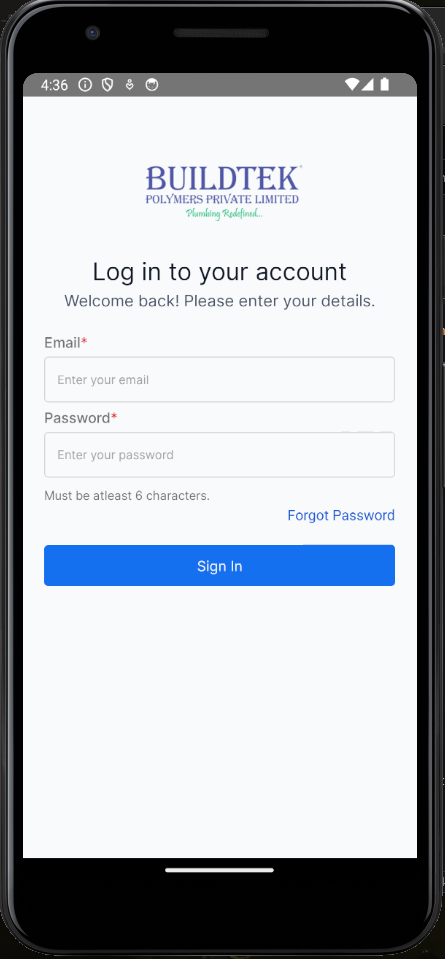 4:36
BUILDTEK
POLYMERS PRIVATE LIMITED
Plumbing Redefined...
Log in to your account
Welcome back! Please enter your details.
Email*
Enter your email
Password*
Enter your password
Must be atleast 6 characters.
Forgot Password
Sign In